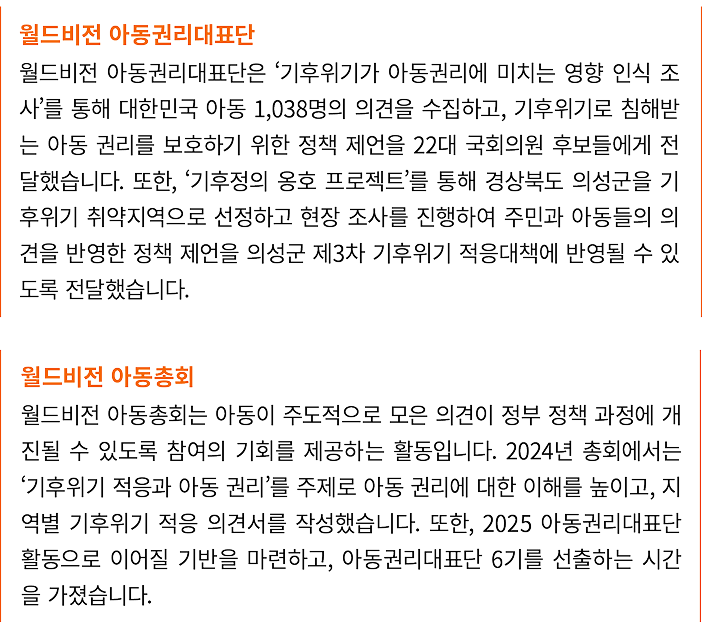 월드비전 아동권리대표단
월드비전 아동권리대표단은 ‘기후위기가 아동권리에 미치는 영향 인식 조
사’를 통해 대한민국 아동 1,038명의 의견을 수집하고, 기후위기로 침해받
는 아동 권리를 보호하기 위한 정책 제언을 22대 국회의원 후보들에게 전
달했습니다. 또한, ‘기후정의 옹호 프로젝트’를 통해 경상북도 의성군을 기
후위기 취약지역으로 선정하고 현장 조사를 진행하여 주민과 아동들의 의
견을 반영한 정책 제언을 의성군 제3차 기후위기 적응대책에 반영될 수 있
도록 전달했습니다.
월드비전 아동총회
월드비전 아동총회는 아동이 주도적으로 모은 의견이 정부 정책 과정에 개
진될 수 있도록 참여의 기회를 제공하는 활동입니다. 2024년 총회에서는
‘기후위기 적응과 아동 권리’를 주제로 아동 권리에 대한 이해를 높이고, 지
역별 기후위기 적응 의견서를 작성했습니다. 또한, 2025 아동권리대표단
활동으로 이어질 기반을 마련하고, 아동권리대표단 6기를 선출하는 시간
을 가졌습니다.